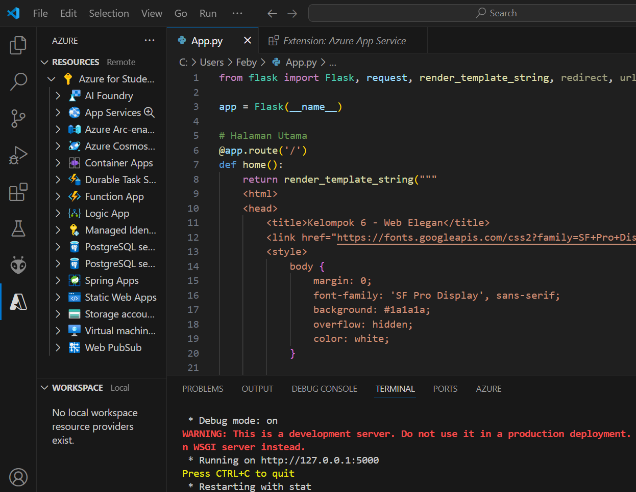 File Edit Selection View Go Run ··· Search
AZURE ···
RESOURCES Remote
Azure for Stude...
AI Foundry
App Services
Azure Arc-ena...
Azure Cosmos...
Container Apps
Durable Task S...
Function App
Logic App
Managed Iden...
PostgreSQL se...
PostgreSQL se...
Spring Apps
Static Web Apps
Storage accou...
Virtual machin...
Web PubSub
WORKSPACE Local
No local workspace
resource providers
exist.
App.py Extension: Azure App Service
C: > Users > Feby > App.py > ...
1 from flask import Flask, request, render_template_string, redirect, url
2
3 app = Flask(__name__)
4
5 # Halaman Utama
6 @app.route('/')
7 def home():
8 return render_template_string("""
9 <html>
10 <head>
11 <title>Kelompok 6 - Web Elegan</title>
12 <link href="https://fonts.googleapis.com/css2?family=SF+Pro+Dis
13 <style>
14 body {
15 margin: 0;
16 font-family: 'SF Pro Display', sans-serif;
17 background: #1a1a1a;
18 overflow: hidden;
19 color: white;
20 }
21
PROBLEMS OUTPUT DEBUG CONSOLE TERMINAL PORTS AZURE
* Debug mode: on
WARNING: This is a development server. Do not use it in a production deployment.
n WSGI server instead.
* Running on http://127.0.0.1:5000
Press CTRL+C to quit
* Restarting with stat